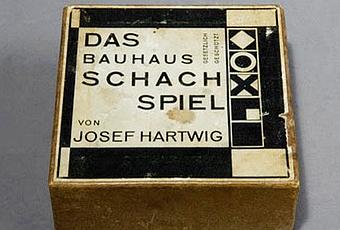 DAS
BAUHAUS
SCHACH
SPIEL
VON
JOSEF HARTWIG
GESETZLICH
GESCHÜTZT